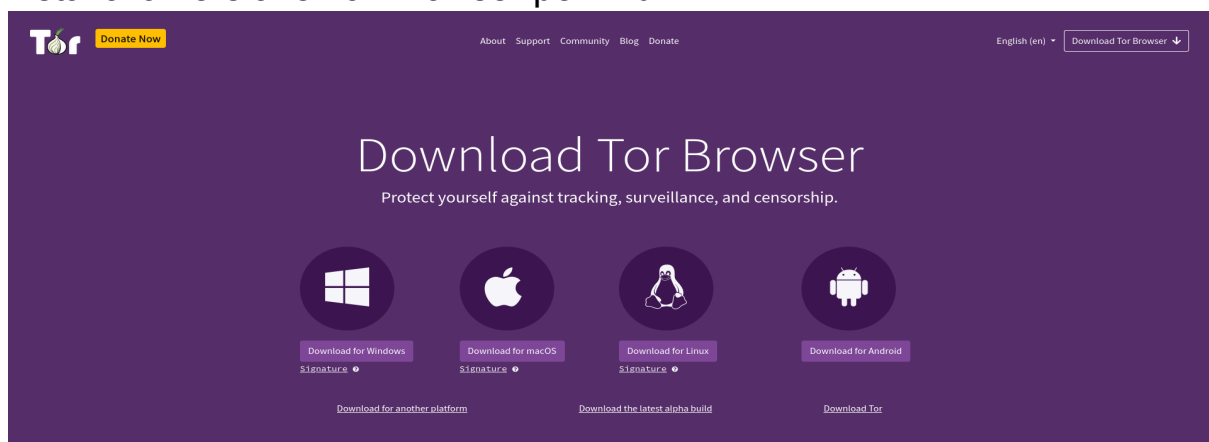 Tor
Donate Now
About Support Community Blog Donate
English (en)
Download Tor Browser
Download Tor Browser
Protect yourself against tracking, surveillance, and censorship.
Download for Windows
Download for macOS
Download for Linux
Download for Android
Signature
Signature
Signature
Download for another platform
Download the latest alpha build
Download Tor